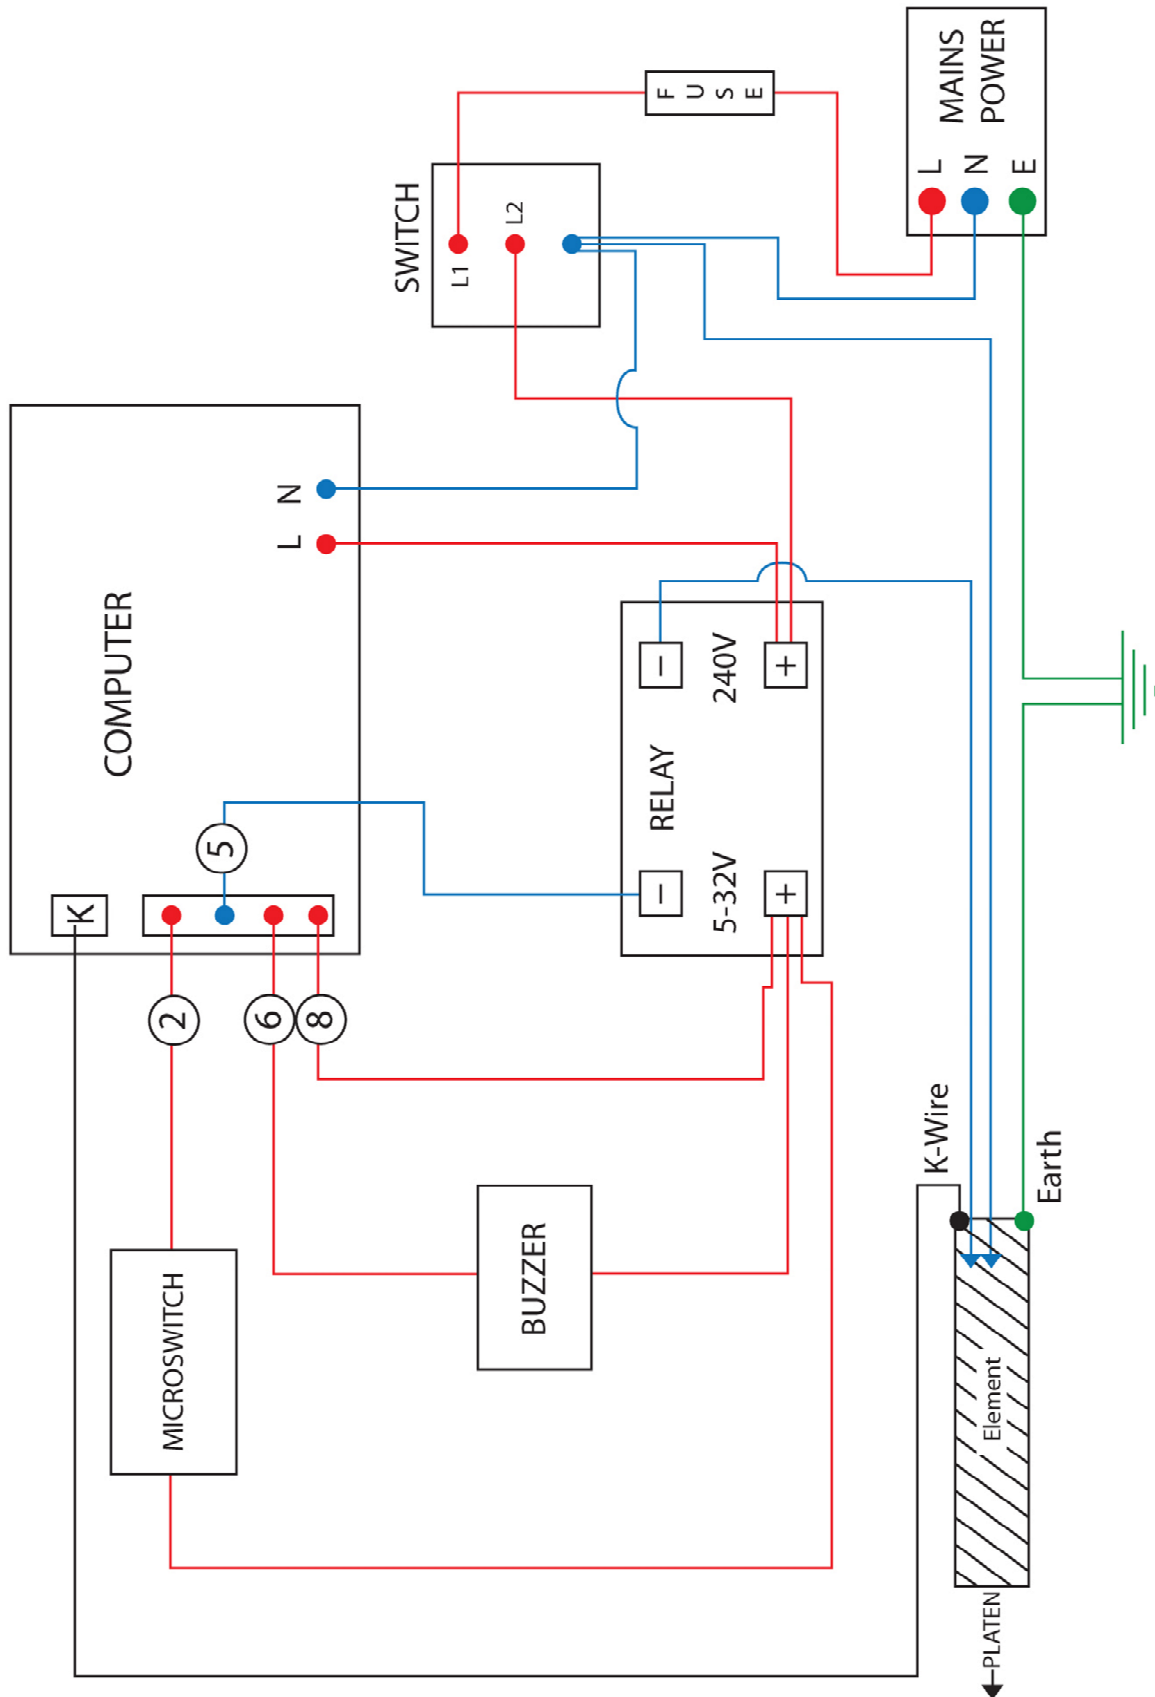 COMPUTER
K
2
5
6
8
L
N
SWITCH
L1
L2
FUSE
MAINS
POWER
L
N
E
MICROSWITCH
BUZZER
RELAY
−
5-32V
+
−
240V
+
K-Wire
Earth
Element
PLATEN